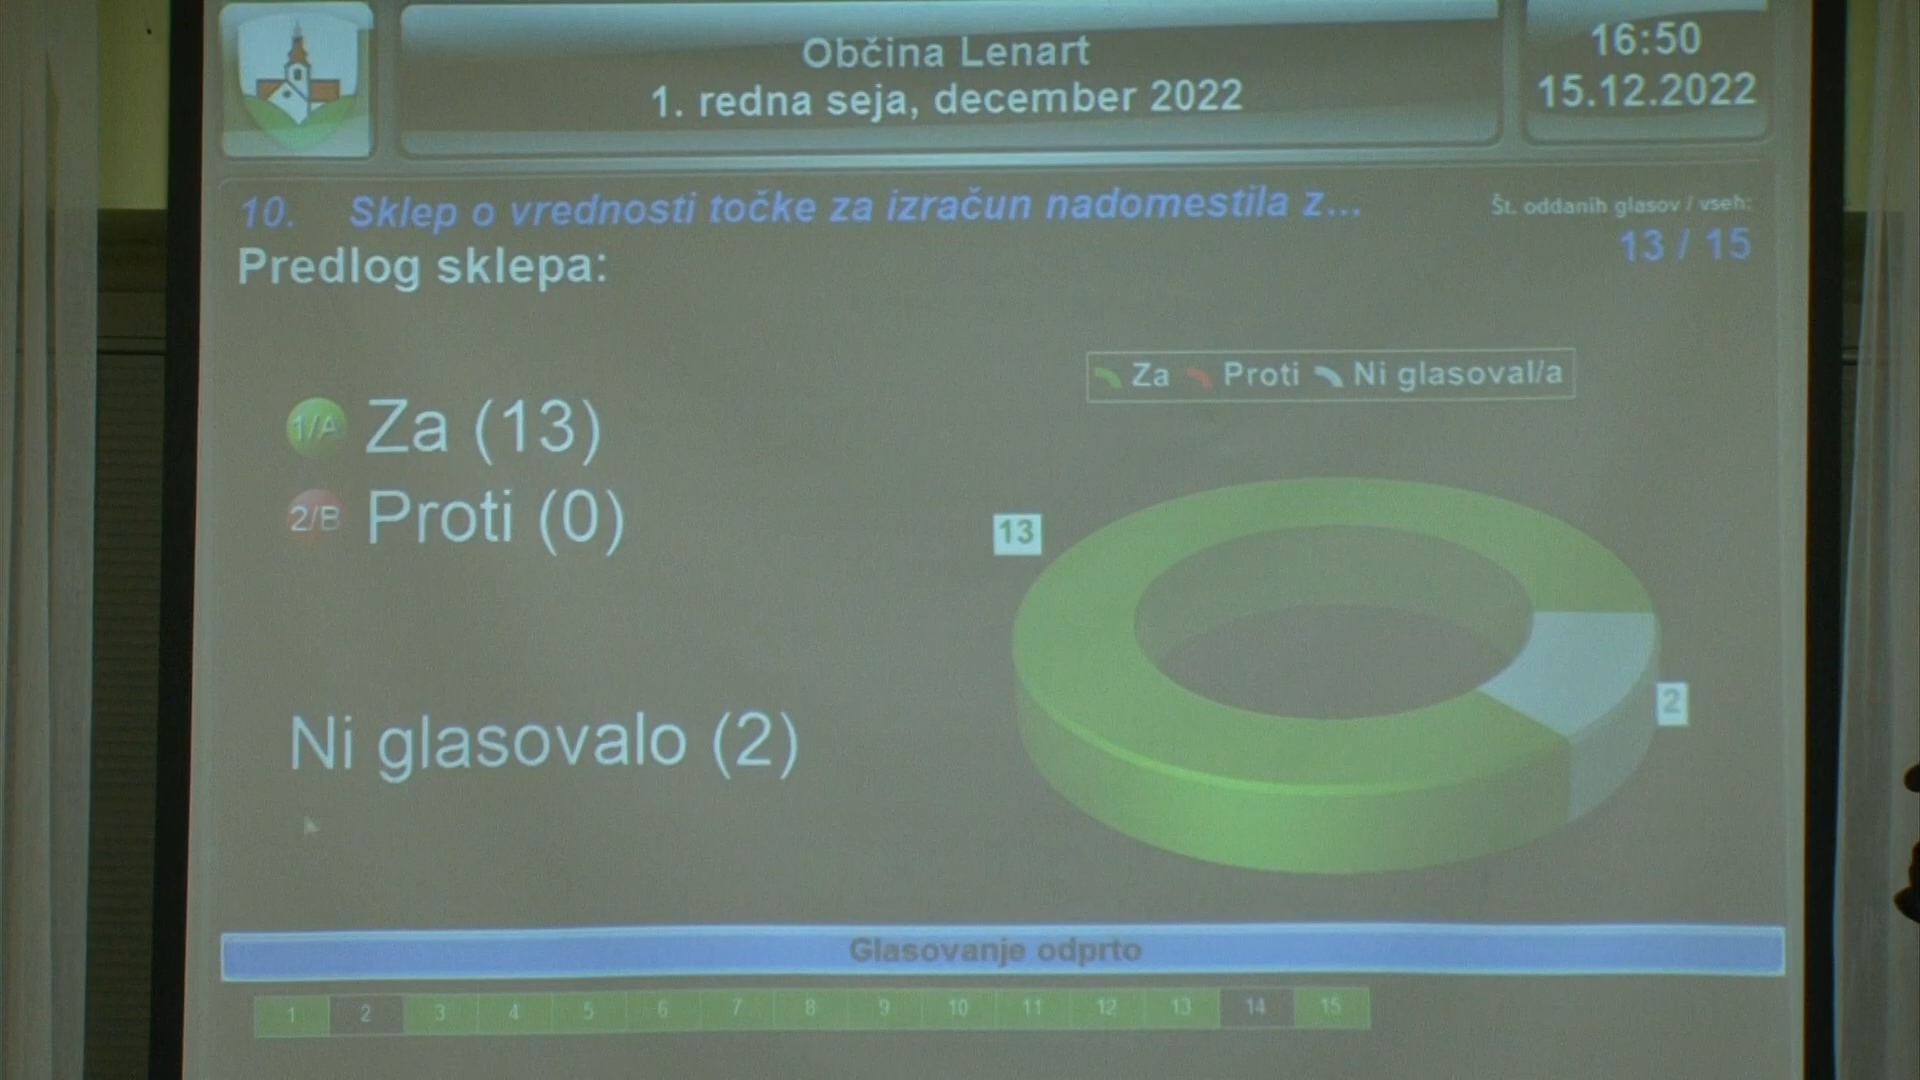 Občina Lenart
1. redna seja, december 2022
16:50
15.12.2022
10. Sklep o vrednosti točke za izračun nadomestila z...
Št. oddanih glasov / vseh:
13 / 15
Predlog sklepa:
Za Proti Ni glasoval/a
1/A Za (13)
2/B Proti (0)
13
2
Ni glasovalo (2)
Glasovanje odprto
1 2 3 4 5 6 7 8 9 10 11 12 13 14 15